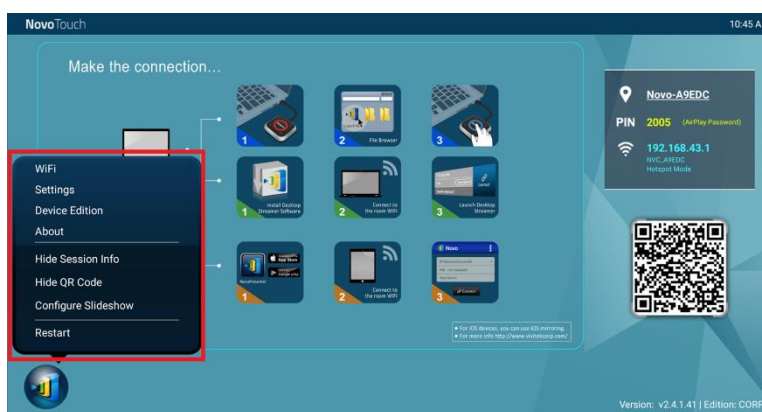 NovoTouch
10:45 A
Make the connection...
WiFi
Settings
Device Edition
About
Hide Session Info
Hide QR Code
Configure Slideshow
Restart
1
2 File Browser
3
1 Install Desktop
Streamer Software
2 Connect to
the room WiFi
3 Launch Desktop
Streamer
NovoPresenter
App Store
1
2 Connect to
the room WiFi
Novo
Connect
3
• For iOS devices, you can use iOS mirroring.
• For more info http://www.vivitekcorp.com/
Novo-A9EDC
PIN 2005 (AirPlay Password)
192.168.43.1
NVC_A9EDC
Hotspot Mode
Version: v2.4.1.41 | Edition: CORP